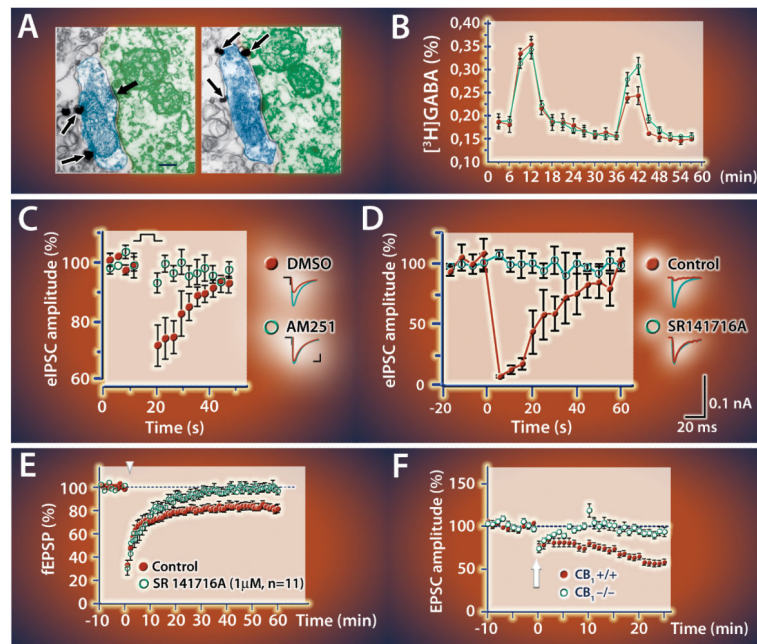 A
B
[³H]GABA (%)
0,40
0,35
0,30
0,25
0,20
0,15
0,10
0 6 12 18 24 30 36 42 48 54 60 (min)
C
eIPSC amplitude (%)
100
80
60
0 20 40
Time (s)
DMSO
AM251
D
eIPSC amplitude (%)
100
50
0
-20 0 20 40 60
Time (s)
Control
SR141716A
0.1 nA
20 ms
E
fEPSP (%)
120
100
80
60
40
20
0
-10 0 10 20 30 40 50 60 70
Time (min)
Control
SR 141716A (1µM, n=11)
F
EPSC amplitude (%)
150
100
50
0
-10 0 10 20
Time (min)
CB₁+/+
CB₁−/−